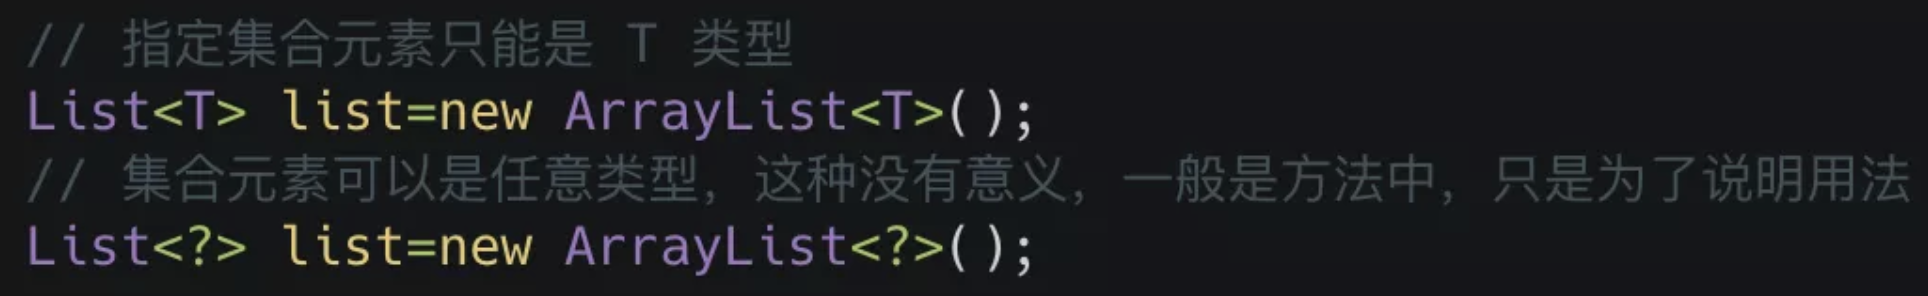 // 指定集合元素只能是 T 类型
List<T> list=new ArrayList<T>();
// 集合元素可以是任意类型，这种没有意义，一般是方法中，只是为了说明用法
List<?> list=new ArrayList<?>();